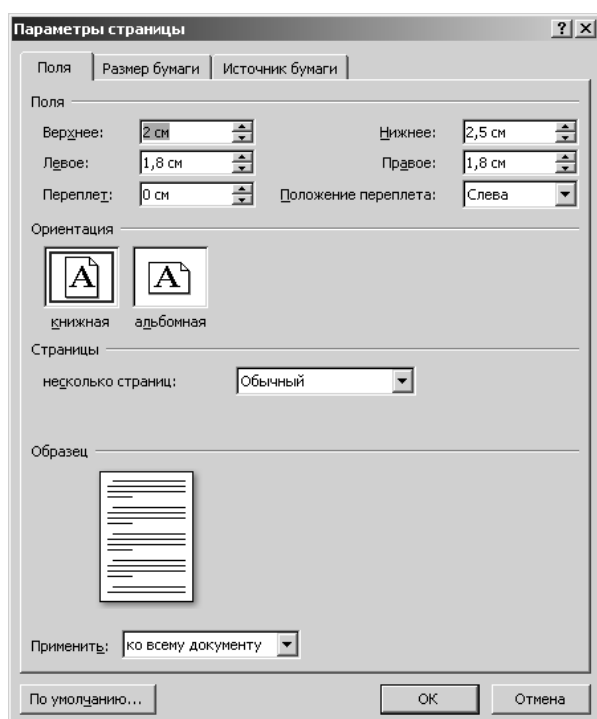 Параметры страницы
Поля Размер бумаги Источник бумаги
Поля
Верхнее: 2 см Нижнее: 2,5 см
Левое: 1,8 см Правое: 1,8 см
Переплет: 0 см Положение переплета: Слева
Ориентация
A A
книжная альбомная
Страницы
несколько страниц: Обычный
Образец
Применить: ко всему документу
По умолчанию... ОК Отмена